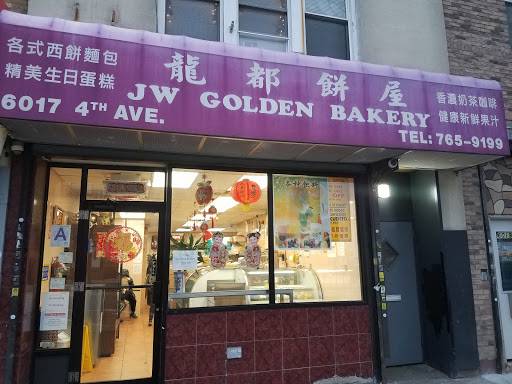 龍都餅屋
各式西餅麵包
精美生日蛋糕
JW GOLDEN BAKERY
香濃奶茶咖啡
健康新鮮果汁
6017 4TH AVE.
TEL: 765-9199
A